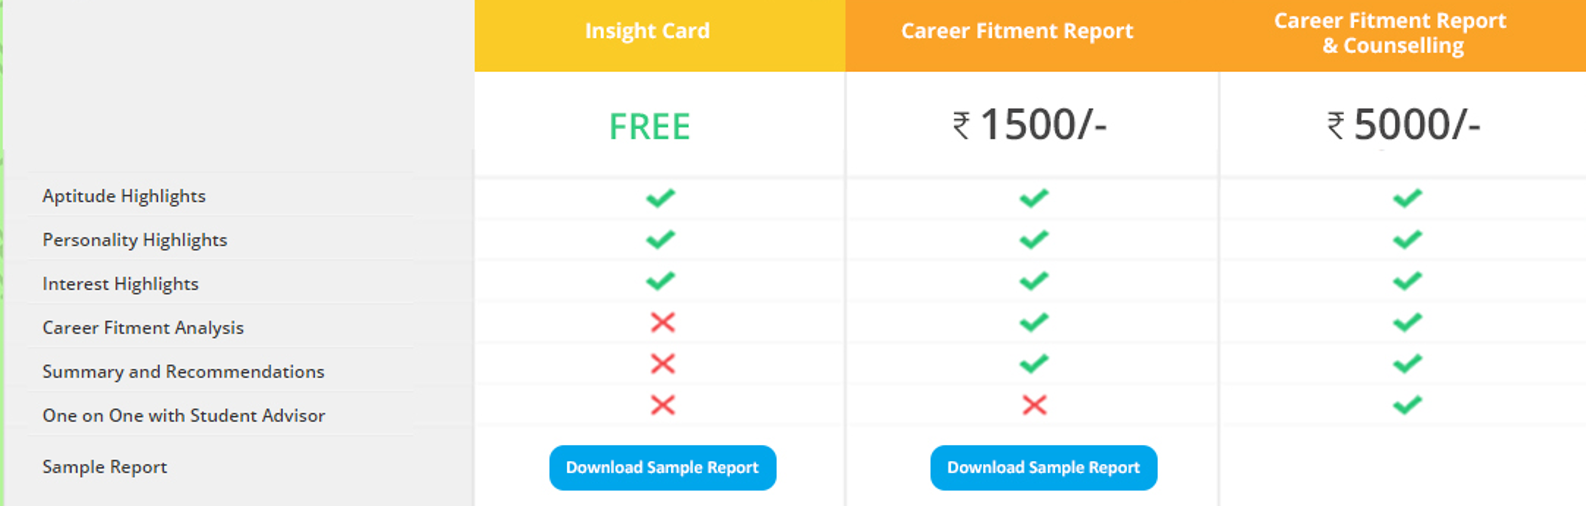 Insight Card
Career Fitment Report
Career Fitment Report
& Counselling
FREE
₹ 1500/-
₹ 5000/-
Aptitude Highlights
Personality Highlights
Interest Highlights
Career Fitment Analysis
Summary and Recommendations
One on One with Student Advisor
Sample Report
Download Sample Report
Download Sample Report